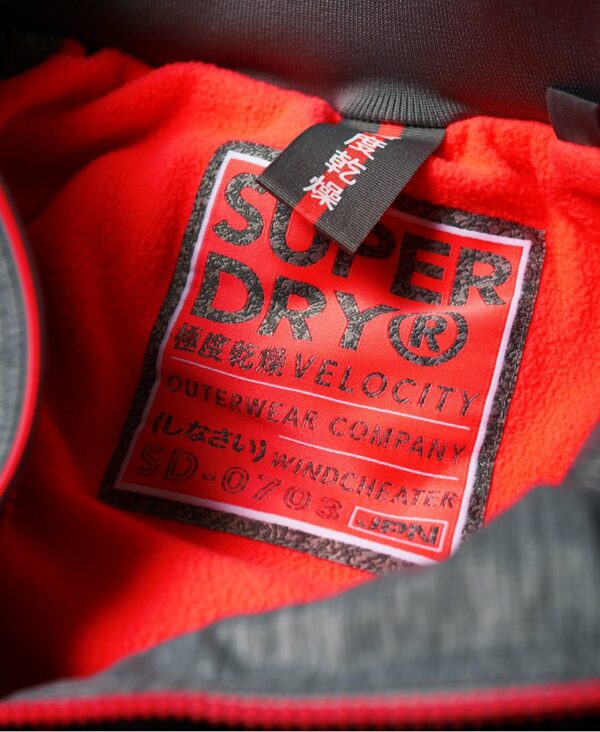 度乾燥
SUPER
DRY®
極度乾燥 VELOCITY
OUTERWEAR COMPANY
(しなさい) WINDCHEATER
SD-0703 JPN